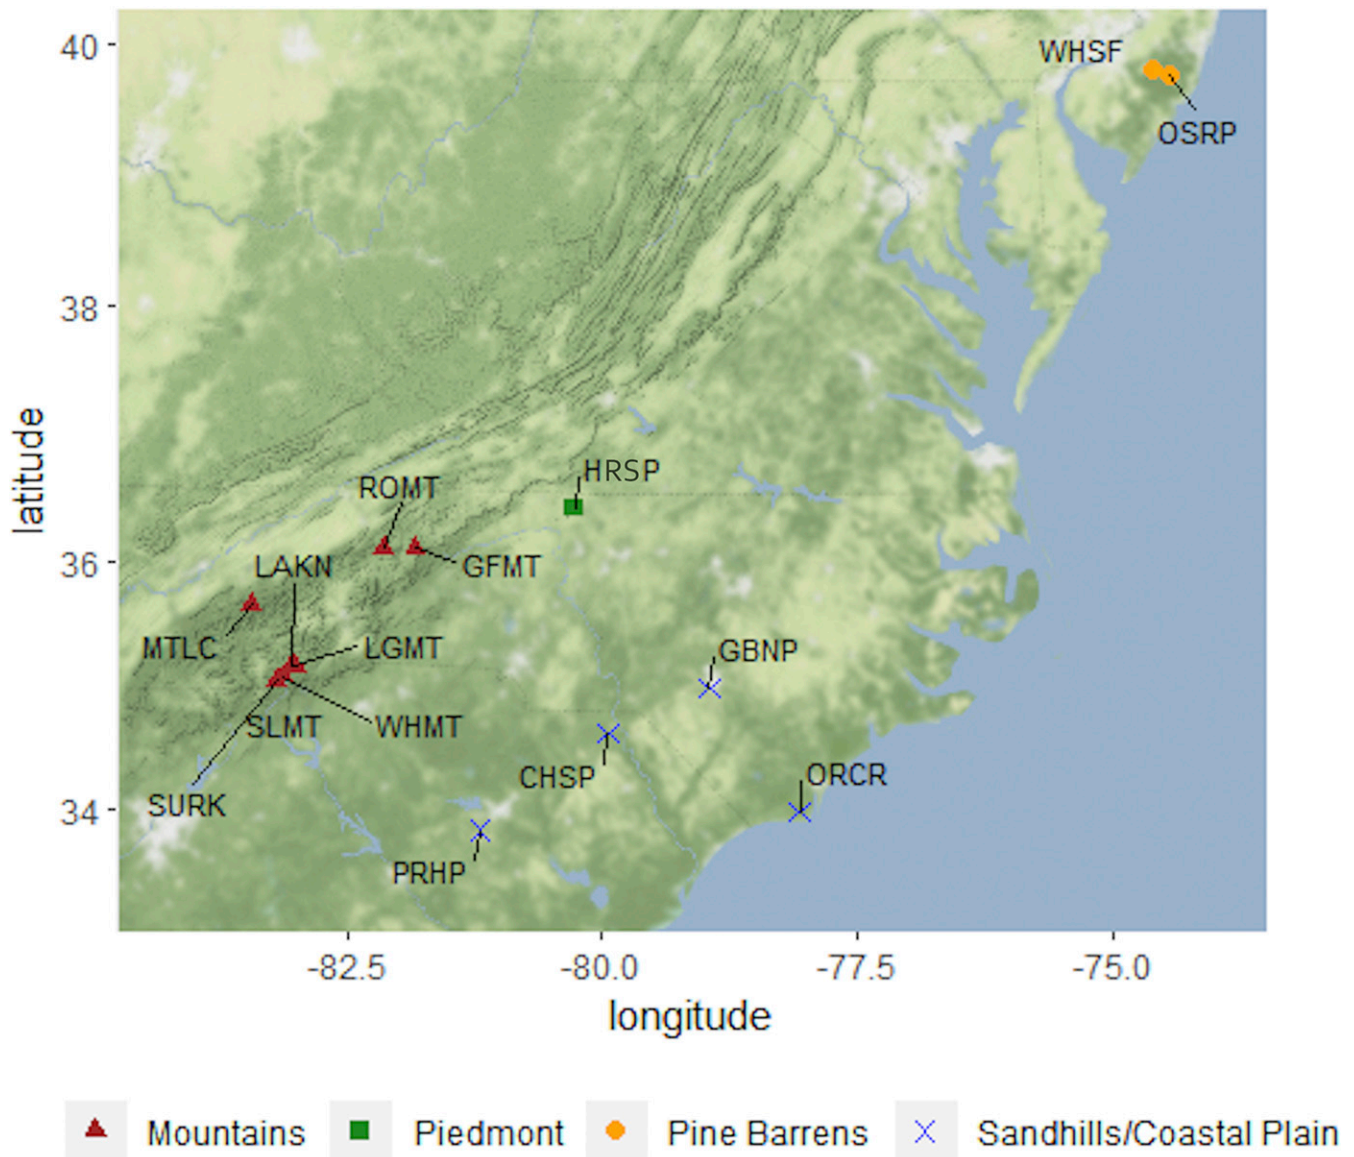 40
WHSF
OSRP
38
latitude
HRSP
ROMT
36
LAKN
GFMT
MTLC
LGMT
GBNP
SLMT
WHMT
CHSP
ORCR
SURK
34
PRHP
-82.5
-80.0
-77.5
-75.0
longitude
Mountains
Piedmont
Pine Barrens
Sandhills/Coastal Plain